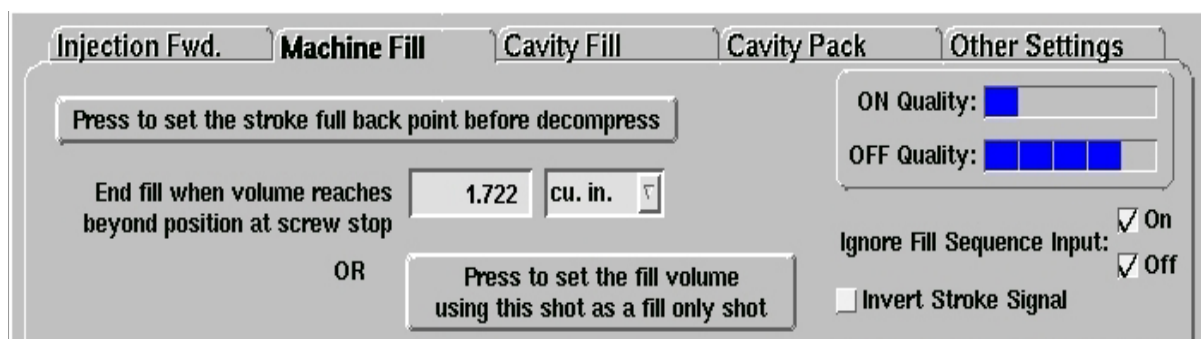 Injection Fwd. Machine Fill Cavity Fill Cavity Pack Other Settings
Press to set the stroke full back point before decompress
ON Quality:
OFF Quality:
End fill when volume reaches
beyond position at screw stop
1.722 cu. in.
OR
Press to set the fill volume
using this shot as a fill only shot
Ignore Fill Sequence Input:
On
Off
Invert Stroke Signal